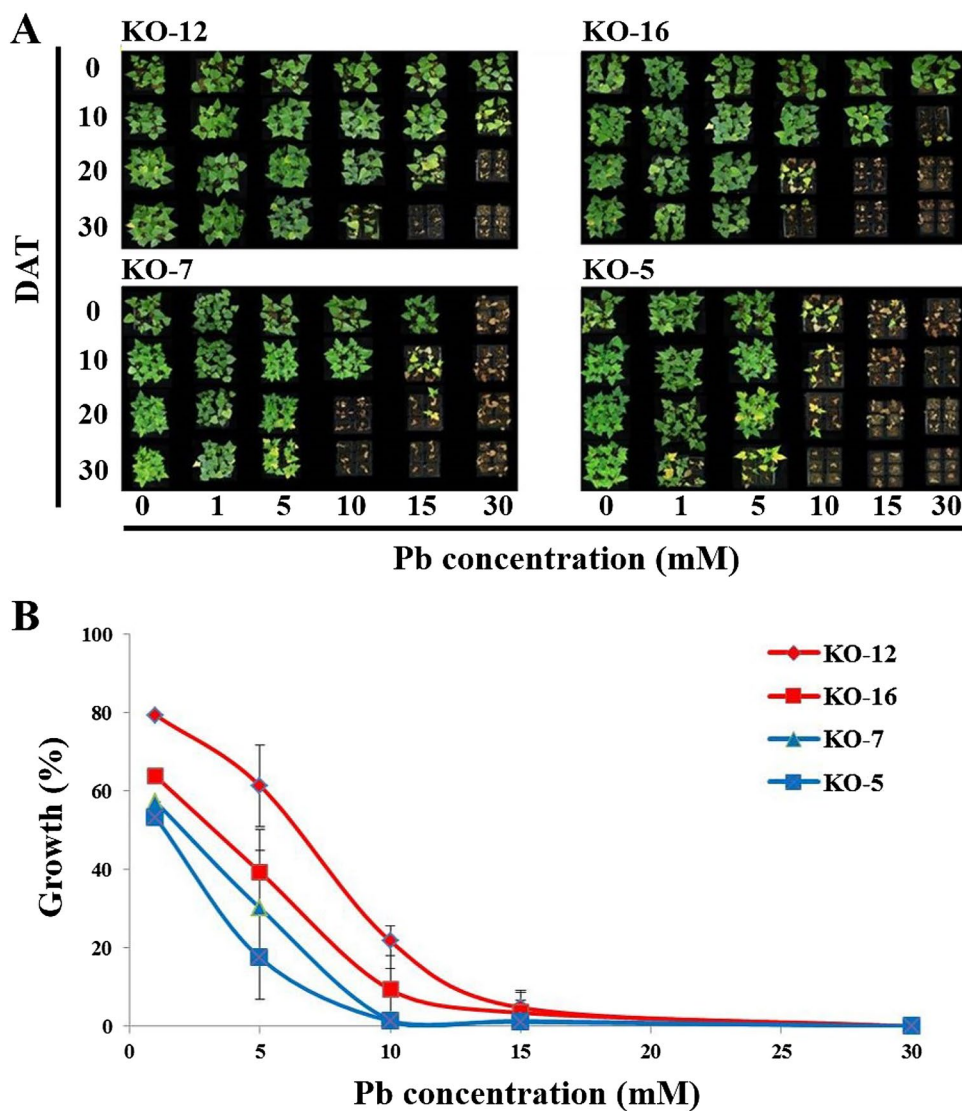 A
KO-12
KO-16
0
10
20
30
DAT
KO-7
KO-5
0
10
20
30
0 1 5 10 15 30
0 1 5 10 15 30
Pb concentration (mM)
B
100
80
60
40
20
0
Growth (%)
KO-12
KO-16
KO-7
KO-5
0 5 10 15 20 25 30
Pb concentration (mM)